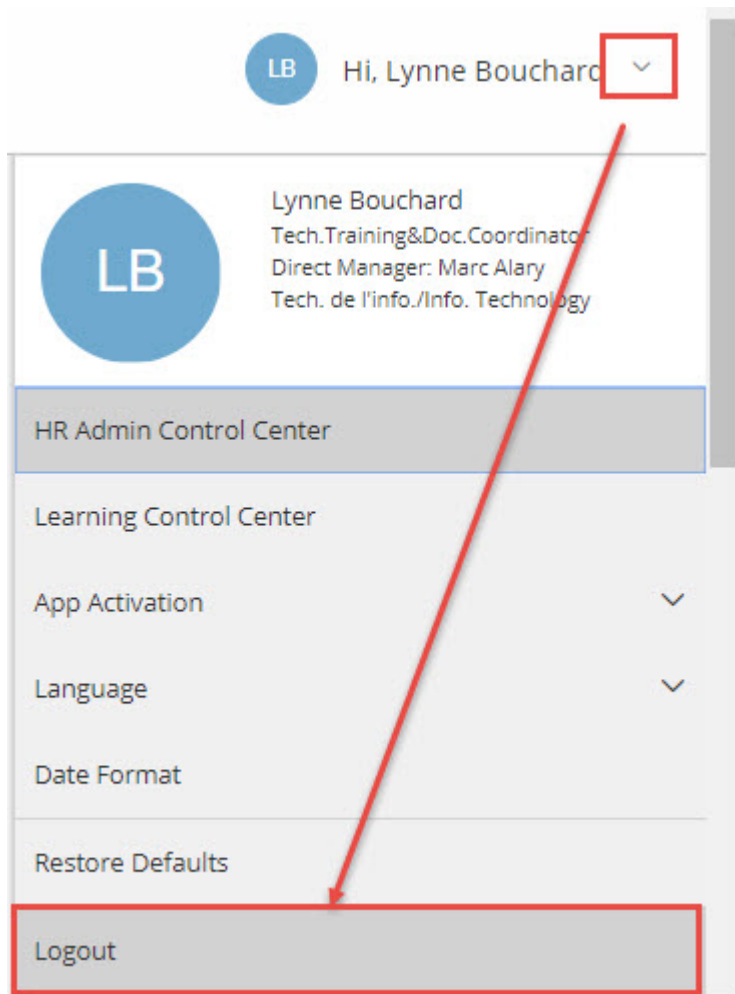 LB Hi, Lynne Bouchard
LB
Lynne Bouchard
Tech.Training&Doc.Coordinator
Direct Manager: Marc Alary
Tech. de l'info./Info. Technology
HR Admin Control Center
Learning Control Center
App Activation
Language
Date Format
Restore Defaults
Logout